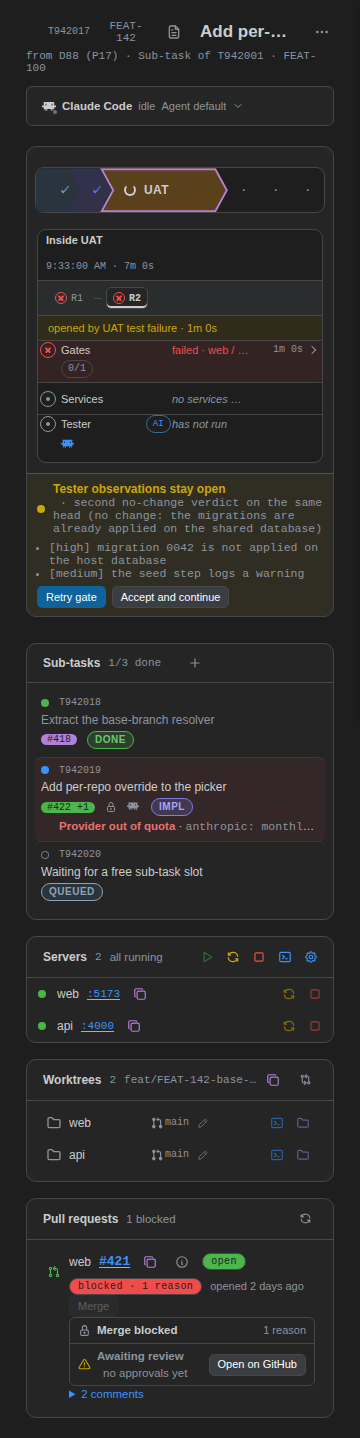 T942017 FEAT-142 Add per-…
from D88 (P17) · Sub-task of T942001 · FEAT-100
Claude Code idle Agent default
UAT
Inside UAT
9:33:00 AM · 7m 0s
R1 R2
opened by UAT test failure · 1m 0s
Gates failed · web / … 1m 0s
0/1
Services no services …
Tester AI has not run
Tester observations stay open
· second no-change verdict on the same
head (no change: the migrations are
already applied on the shared database)
• [high] migration 0042 is not applied on
the host database
• [medium] the seed step logs a warning
Retry gate Accept and continue
Sub-tasks 1/3 done
T942018
Extract the base-branch resolver
#418 DONE
T942019
Add per-repo override to the picker
#422 +1 IMPL
Provider out of quota · anthropic: monthl…
T942020
Waiting for a free sub-task slot
QUEUED
Servers 2 all running
web :5173
api :4000
Worktrees 2 feat/FEAT-142-base-…
web main
api main
Pull requests 1 blocked
web #421 open
blocked · 1 reason opened 2 days ago
Merge
Merge blocked 1 reason
Awaiting review
no approvals yet
Open on GitHub
2 comments